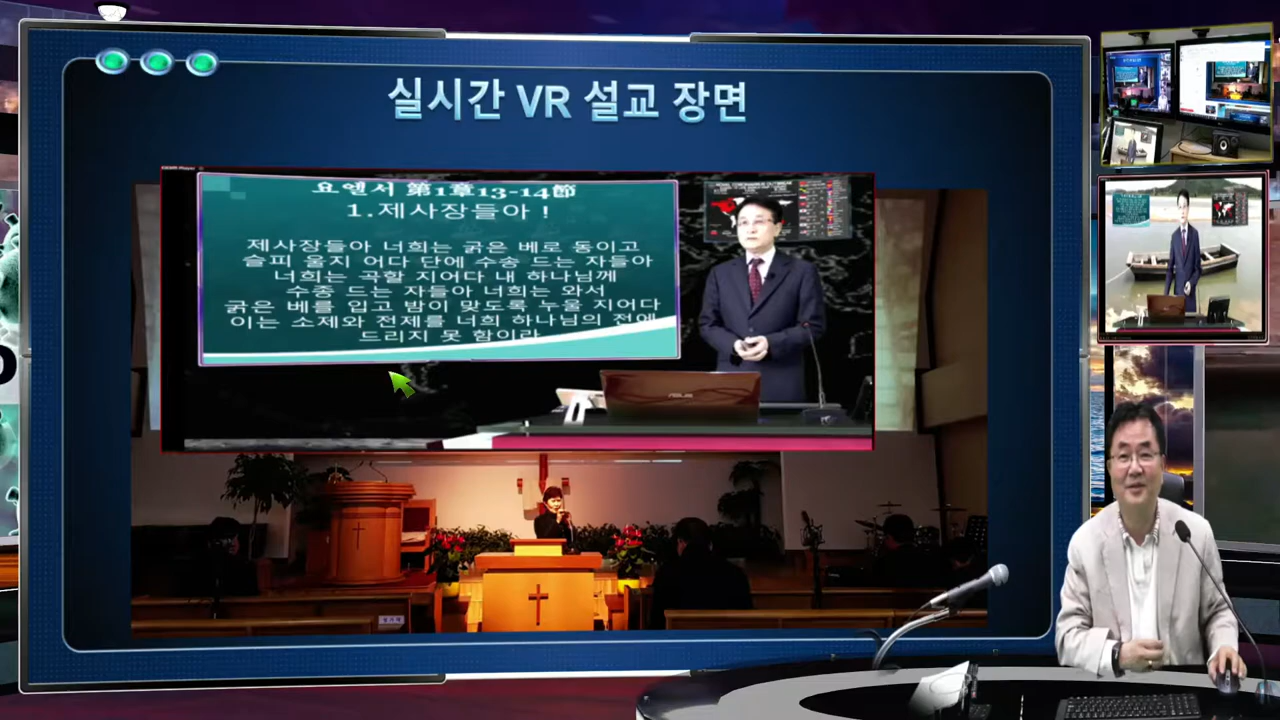 실시간 VR 설교 장면
요엘서 第1章13-14節
1.제사장들아 !
제사장들아 너희는 굵은 베로 동이고
슬피 울지 어다 단에 수종 드는 자들아
너희는 곡할 지어다 내 하나님께
수종 드는 자들아 너희는 와서
굵은 베를 입고 밤이 맞도록 누울 지어다
이는 소제와 전제를 너희 하나님의 전에
드리지 못 함이라
ASUS